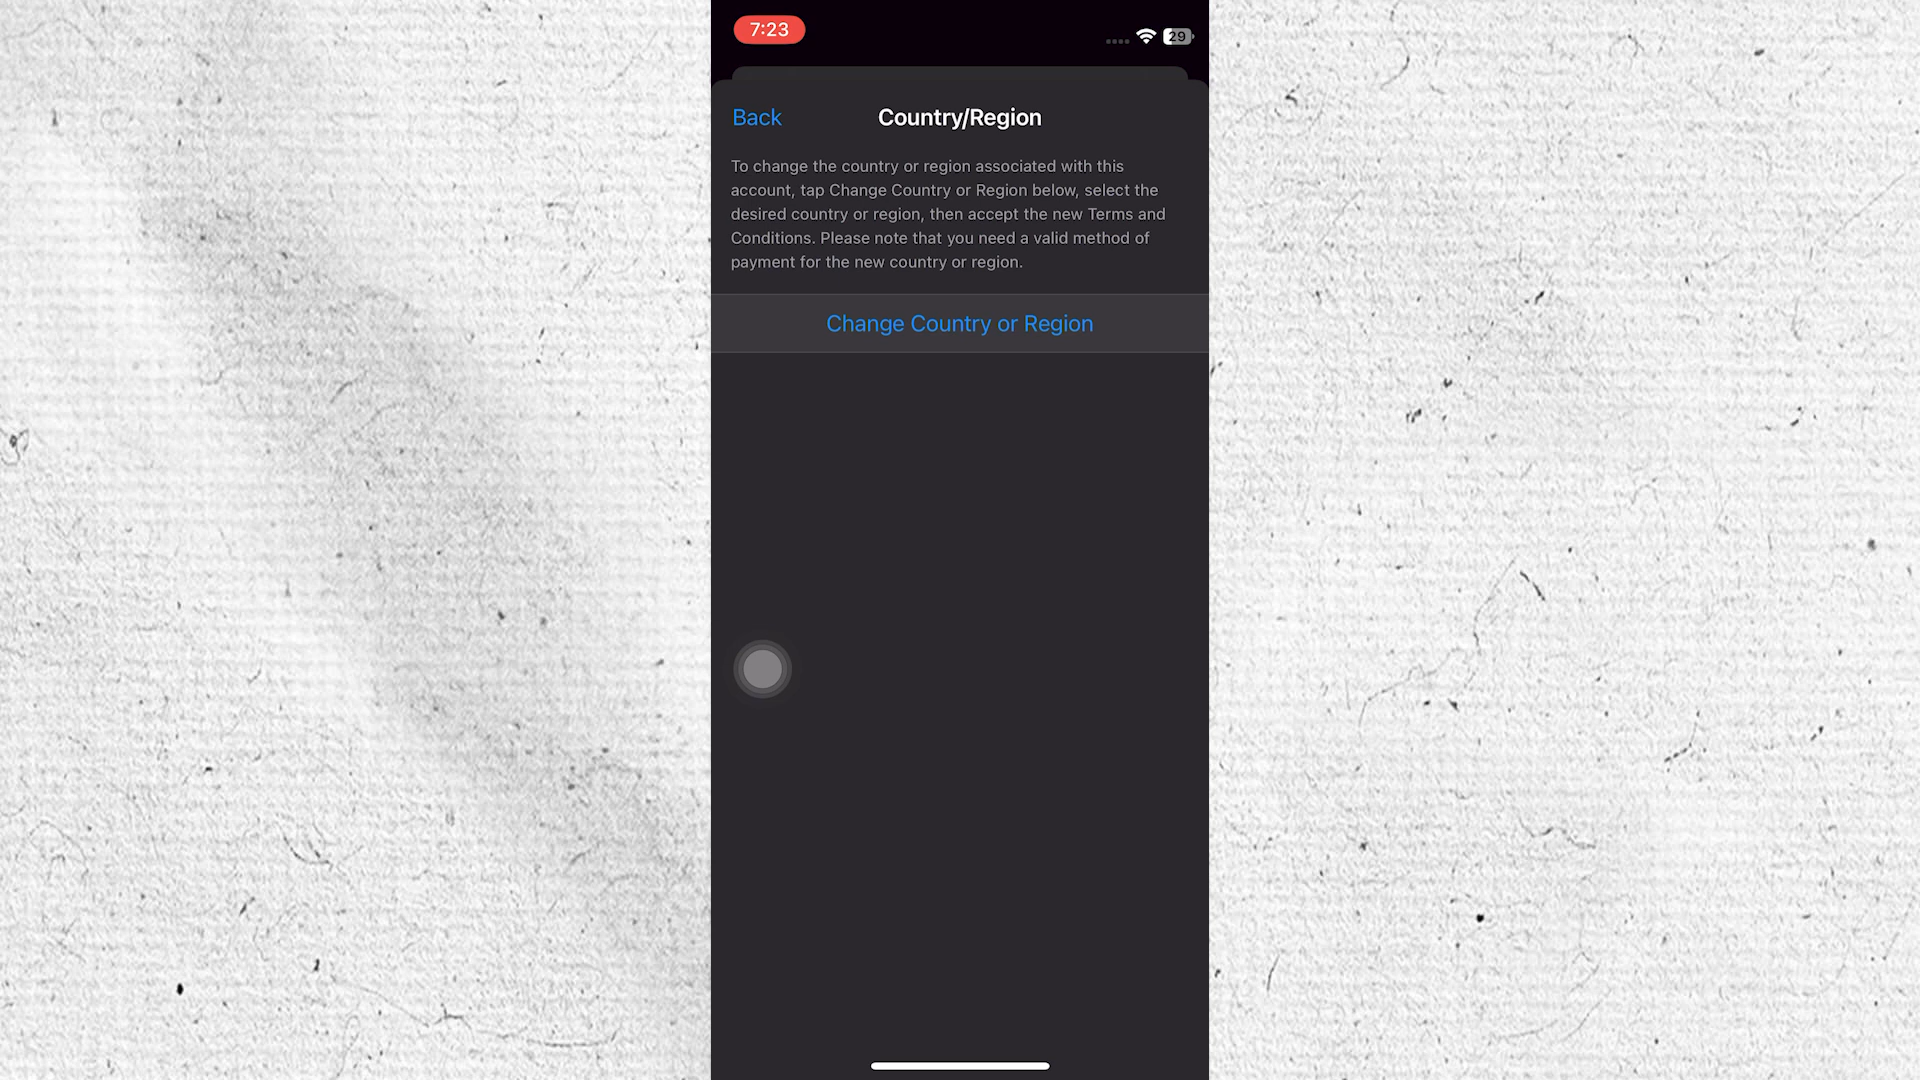 7:23
29
Back
Country/Region
To change the country or region associated with this
account, tap Change Country or Region below, select the
desired country or region, then accept the new Terms and
Conditions. Please note that you need a valid method of
payment for the new country or region.
Change Country or Region